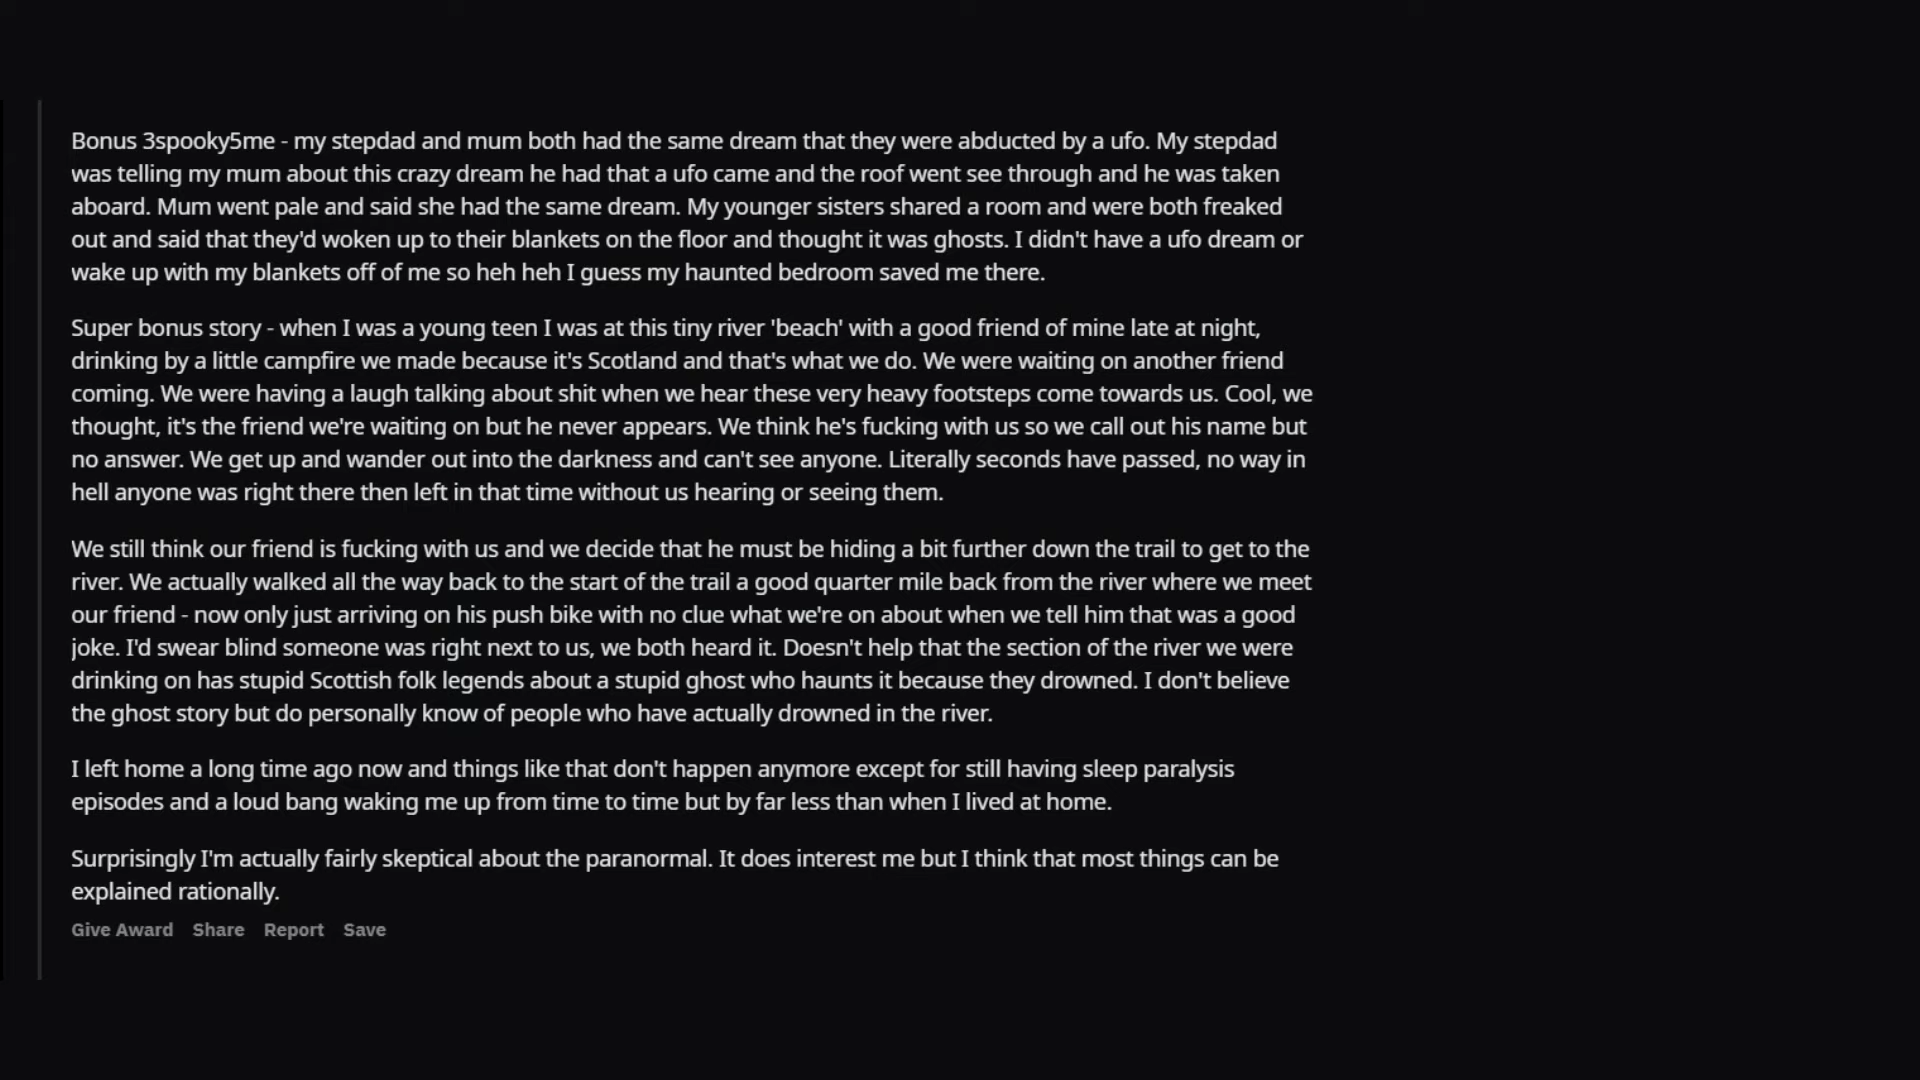 Bonus 3spooky5me - my stepdad and mum both had the same dream that they were abducted by a ufo. My stepdad
was telling my mum about this crazy dream he had that a ufo came and the roof went see through and he was taken
aboard. Mum went pale and said she had the same dream. My younger sisters shared a room and were both freaked
out and said that they'd woken up to their blankets on the floor and thought it was ghosts. I didn't have a ufo dream or
wake up with my blankets off of me so heh heh I guess my haunted bedroom saved me there.
Super bonus story - when I was a young teen I was at this tiny river 'beach' with a good friend of mine late at night,
drinking by a little campfire we made because it's Scotland and that's what we do. We were waiting on another friend
coming. We were having a laugh talking about shit when we hear these very heavy footsteps come towards us. Cool, we
thought, it's the friend we're waiting on but he never appears. We think he's fucking with us so we call out his name but
no answer. We get up and wander out into the darkness and can't see anyone. Literally seconds have passed, no way in
hell anyone was right there then left in that time without us hearing or seeing them.
We still think our friend is fucking with us and we decide that he must be hiding a bit further down the trail to get to the
river. We actually walked all the way back to the start of the trail a good quarter mile back from the river where we meet
our friend - now only just arriving on his push bike with no clue what we're on about when we tell him that was a good
joke. I'd swear blind someone was right next to us, we both heard it. Doesn't help that the section of the river we were
drinking on has stupid Scottish folk legends about a stupid ghost who haunts it because they drowned. I don't believe
the ghost story but do personally know of people who have actually drowned in the river.
I left home a long time ago now and things like that don't happen anymore except for still having sleep paralysis
episodes and a loud bang waking me up from time to time but by far less than when I lived at home.
Surprisingly I'm actually fairly skeptical about the paranormal. It does interest me but I think that most things can be
explained rationally.
Give Award Share Report Save